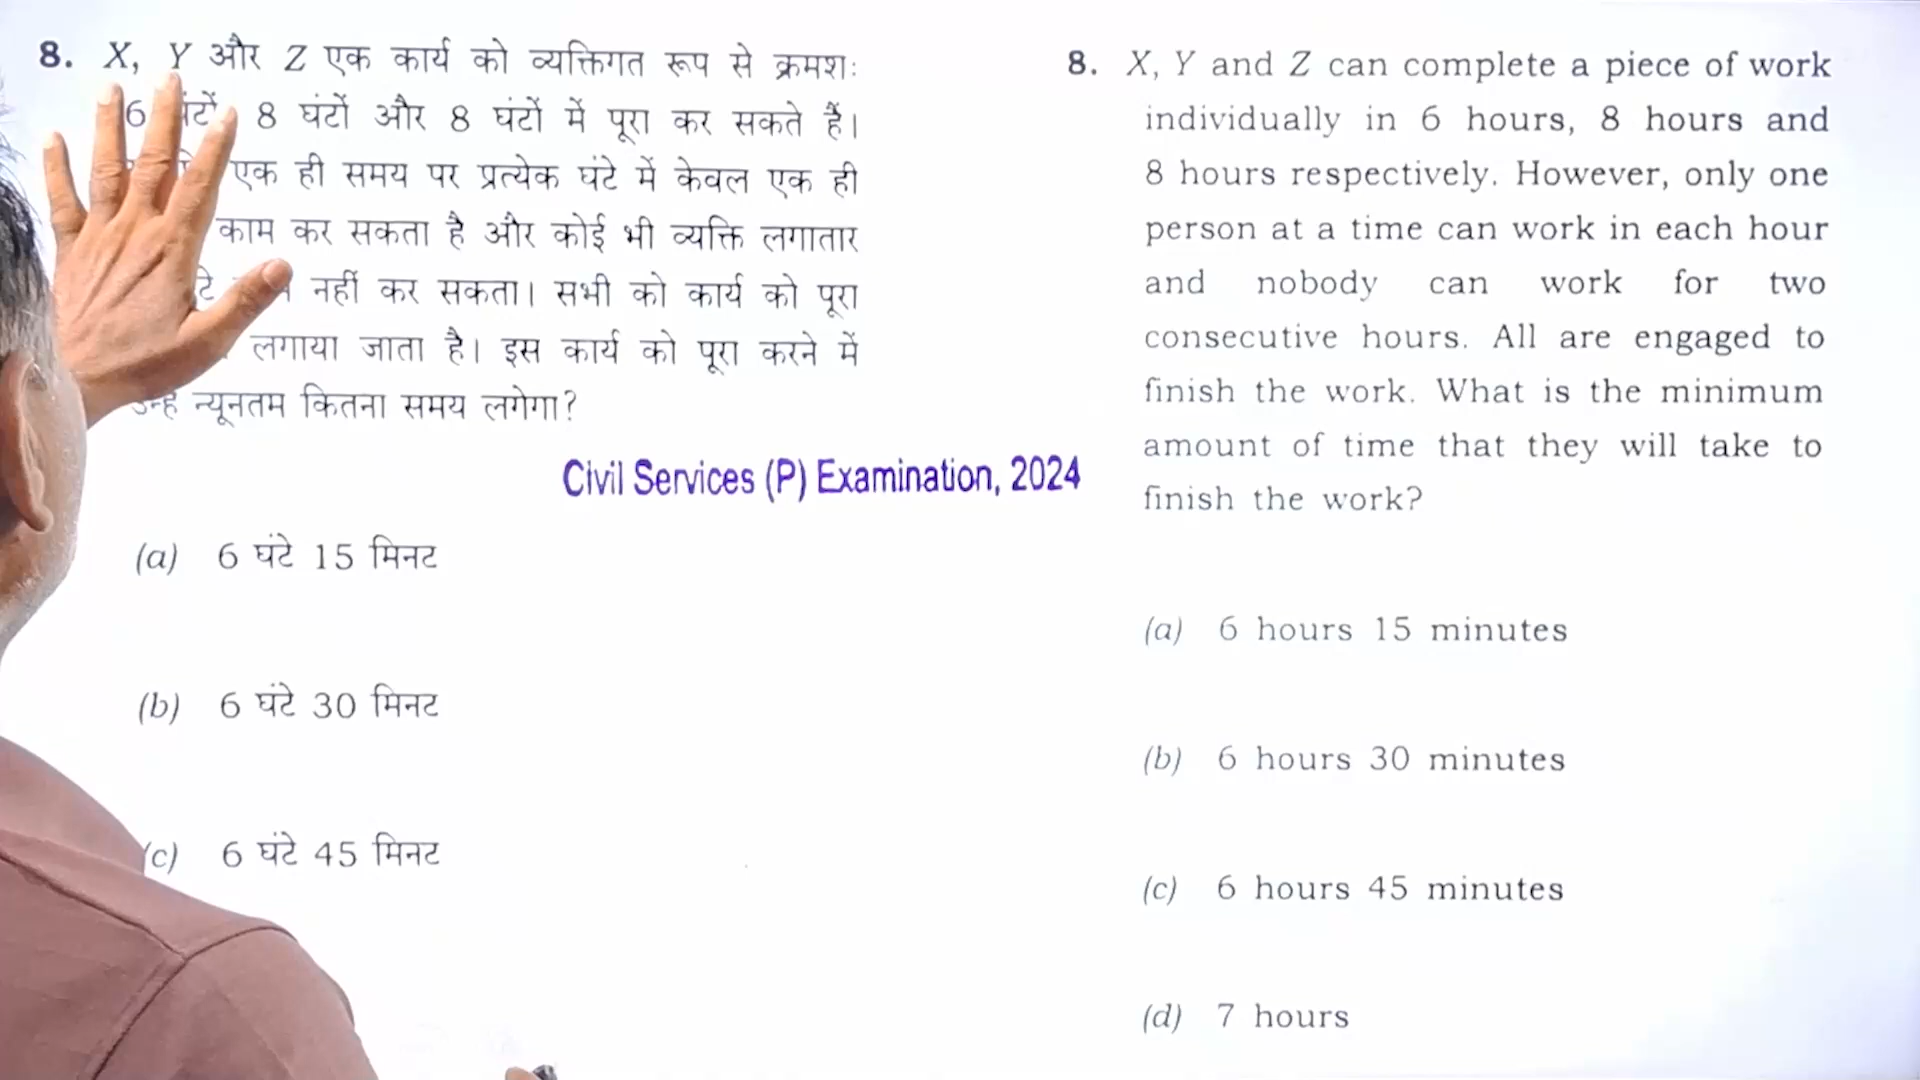 8. X, Y और Z एक कार्य को व्यक्तिगत रूप से क्रमशः
6 8 घंटों और 8 घंटों में पूरा कर सकते हैं।
एक ही समय पर प्रत्येक घंटे में केवल एक ही
काम कर सकता है और कोई भी व्यक्ति लगातार
नहीं कर सकता। सभी को कार्य को पूरा
लगाया जाता है। इस कार्य को पूरा करने में
न्यूनतम कितना समय लगेगा?
Civil Services (P) Examination, 2024
(a) 6 घंटे 15 मिनट
(b) 6 घंटे 30 मिनट
(c) 6 घंटे 45 मिनट
8. X, Y and Z can complete a piece of work
individually in 6 hours, 8 hours and
8 hours respectively. However, only one
person at a time can work in each hour
and nobody can work for two
consecutive hours. All are engaged to
finish the work. What is the minimum
amount of time that they will take to
finish the work?
(a) 6 hours 15 minutes
(b) 6 hours 30 minutes
(c) 6 hours 45 minutes
(d) 7 hours